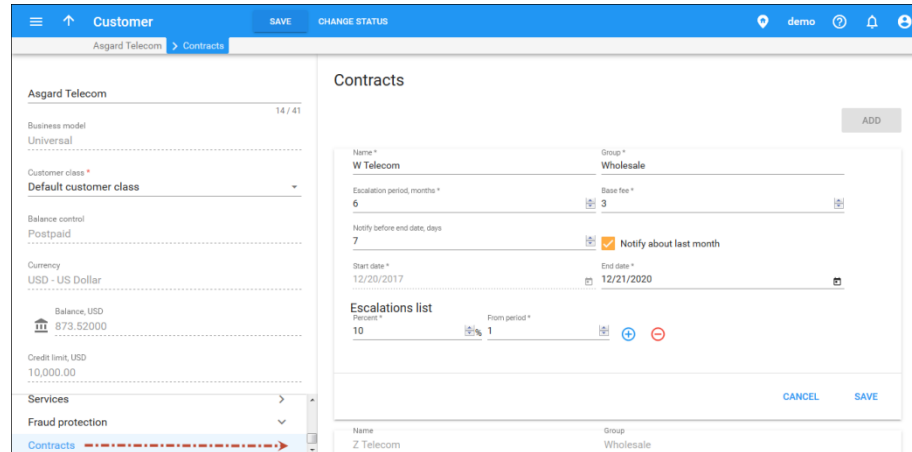 Customer SAVE CHANGE STATUS demo
Asgard Telecom Contracts
Asgard Telecom
14 / 41
Business model
Universal
Customer class *
Default customer class
Balance control
Postpaid
Currency
USD - US Dollar
Balance, USD
873.52000
Credit limit, USD
10,000.00
Services
Fraud protection
Contracts
Contracts
ADD
Name * Group *
W Telecom Wholesale
Escalation period, months * Base fee *
6 3
Notify before end date, days
7 Notify about last month
Start date * End date *
12/20/2017 12/21/2020
Escalations list
Percent * From period *
10 % 1
CANCEL SAVE
Name Group
Z Telecom Wholesale